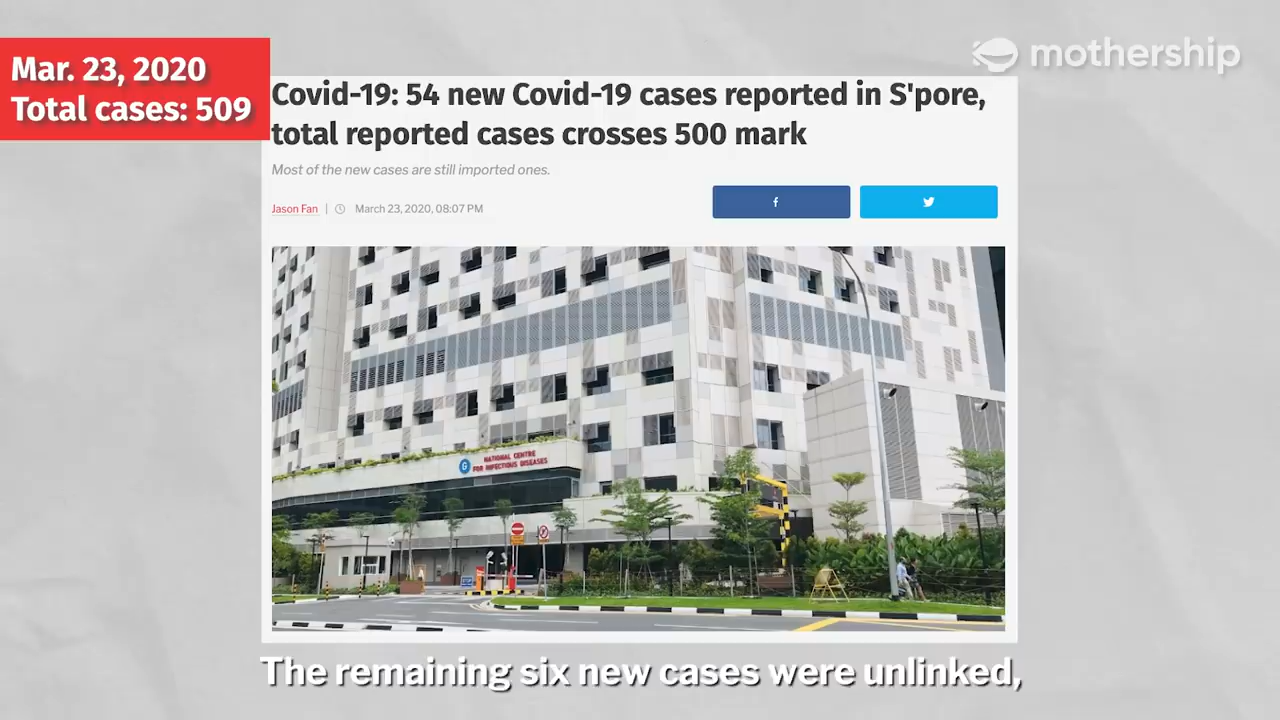 Mar. 23, 2020
Total cases: 509
mothership
Covid-19: 54 new Covid-19 cases reported in S'pore,
total reported cases crosses 500 mark
Most of the new cases are still imported ones.
Jason Fan | March 23, 2020, 08:07 PM
NATIONAL CENTRE
FOR INFECTIOUS DISEASES
The remaining six new cases were unlinked,